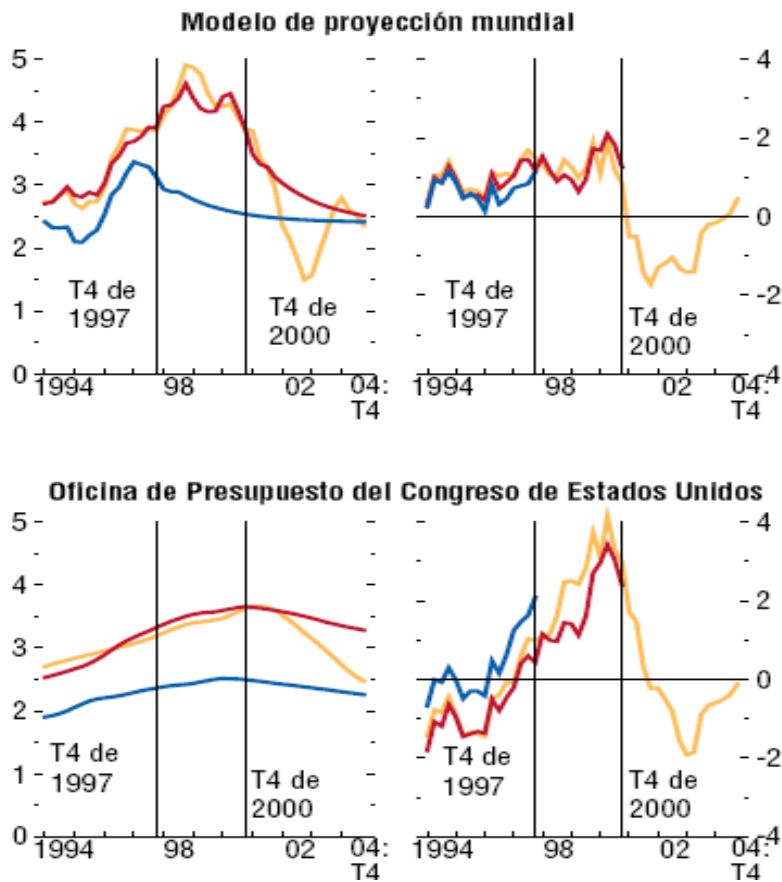 Modelo de proyección mundial
5 4
4 2
3
2 0
T4 de T4 de
1997 1997
1 T4 de T4 de -2
2000 2000
0 -4
1994 98 02 04: 1994 98 02 04:
T4 T4
Oficina de Presupuesto del Congreso de Estados Unidos
5 4
4 2
3
2 0
T4 de T4 de
1997 1997
1 T4 de T4 de -2
2000 2000
0 -4
1994 98 02 04: 1994 98 02 04:
T4 T4